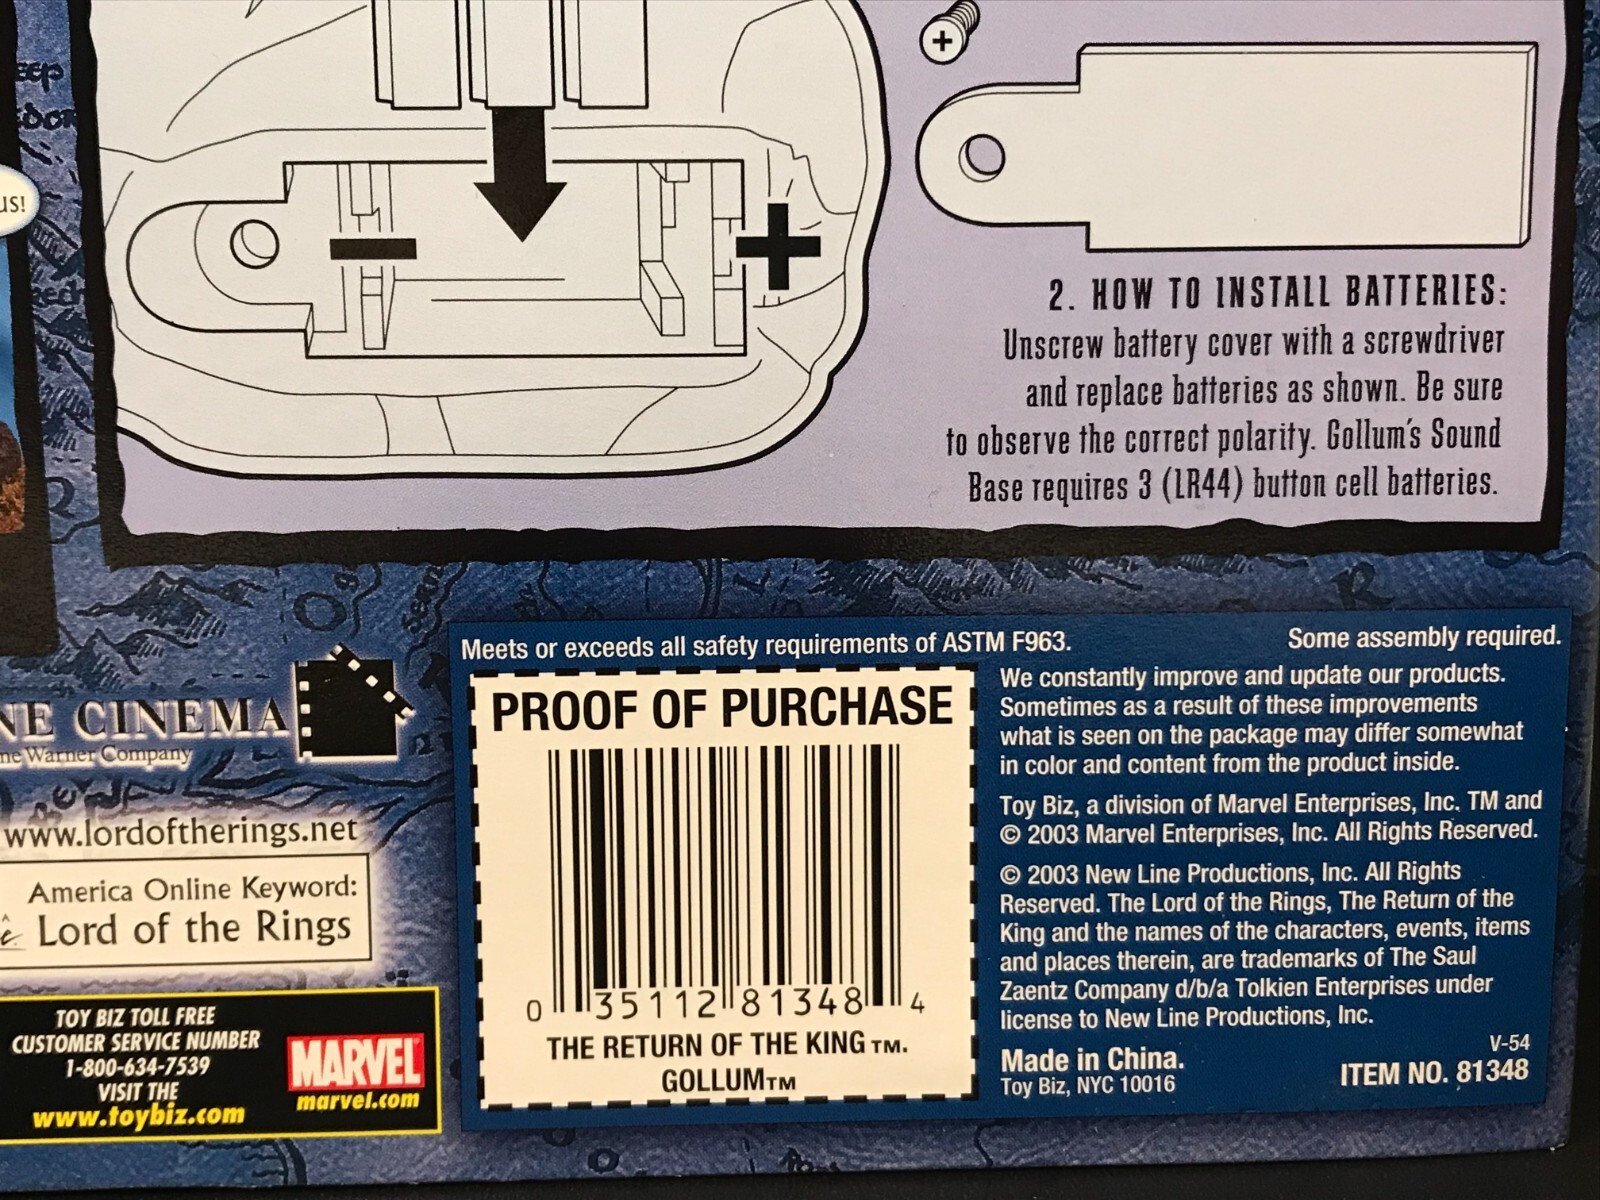 us!
+
2. HOW TO INSTALL BATTERIES:
Unscrew battery cover with a screwdriver
and replace batteries as shown. Be sure
to observe the correct polarity. Gollum's Sound
Base requires 3 (LR44) button cell batteries.
NE CINEMA
ne Warner Company
www.lordoftherings.net
America Online Keyword:
Lord of the Rings
TOY BIZ TOLL FREE
CUSTOMER SERVICE NUMBER
1-800-634-7539
VISIT THE
www.toybiz.com
MARVEL
marvel.com
Meets or exceeds all safety requirements of ASTM F963.
Some assembly required.
PROOF OF PURCHASE
0 35112 81348 4
THE RETURN OF THE KING TM.
GOLLUM TM
We constantly improve and update our products.
Sometimes as a result of these improvements
what is seen on the package may differ somewhat
in color and content from the product inside.
Toy Biz, a division of Marvel Enterprises, Inc. TM and
© 2003 Marvel Enterprises, Inc. All Rights Reserved.
© 2003 New Line Productions, Inc. All Rights
Reserved. The Lord of the Rings, The Return of the
King and the names of the characters, events, items
and places therein, are trademarks of The Saul
Zaentz Company d/b/a Tolkien Enterprises under
license to New Line Productions, Inc.
Made in China.
Toy Biz, NYC 10016
V-54
ITEM NO. 81348